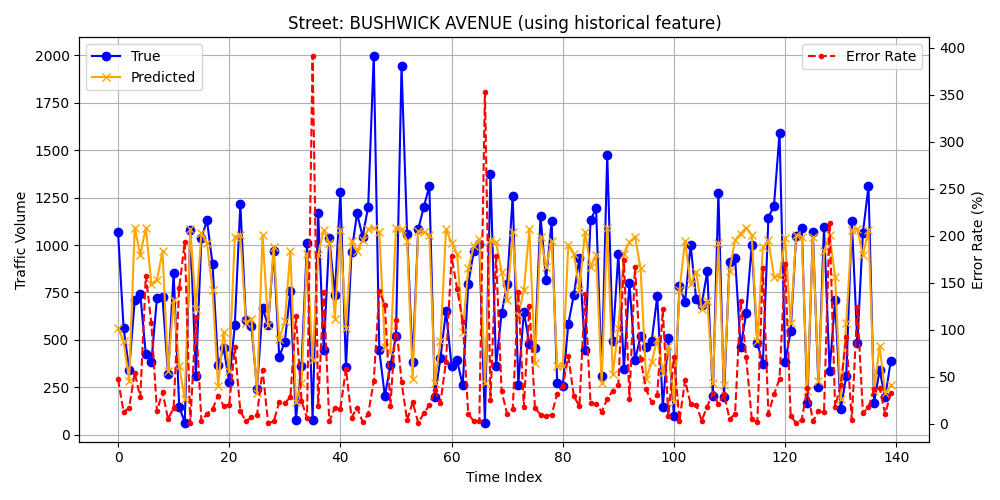 Street: BUSHWICK AVENUE (using historical feature)
True
Predicted
Error Rate
2000
1750
1500
1250
1000
750
500
250
0
Traffic Volume
400
350
300
250
200
150
100
50
0
Error Rate (%)
0 20 40 60 80 100 120 140
Time Index